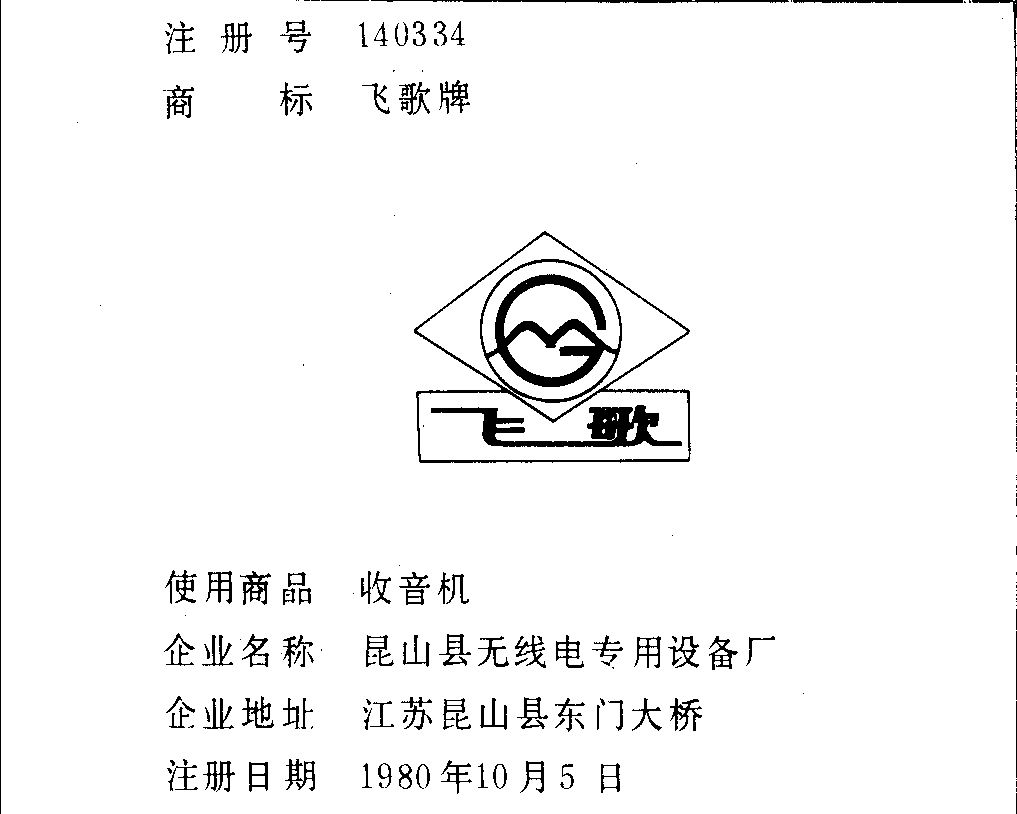 注册号 140334
商标 飞歌牌
飞歌
使用商品 收音机
企业名称 昆山县无线电专用设备厂
企业地址 江苏昆山县东门大桥
注册日期 1980年10月5日